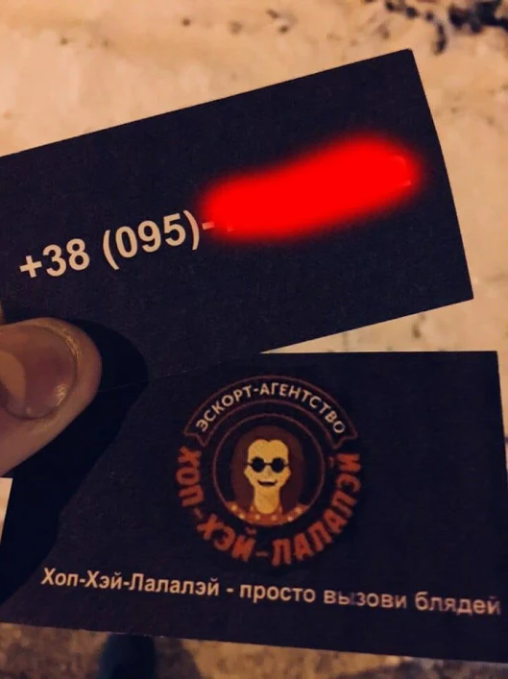 +38 (095)-
ЭСКОРТ-АГЕНТСТВО
ХОП-ХЭЙ-ЛАЛАЛЭЙ
Хоп-Хэй-Лалалэй - просто вызови блядей